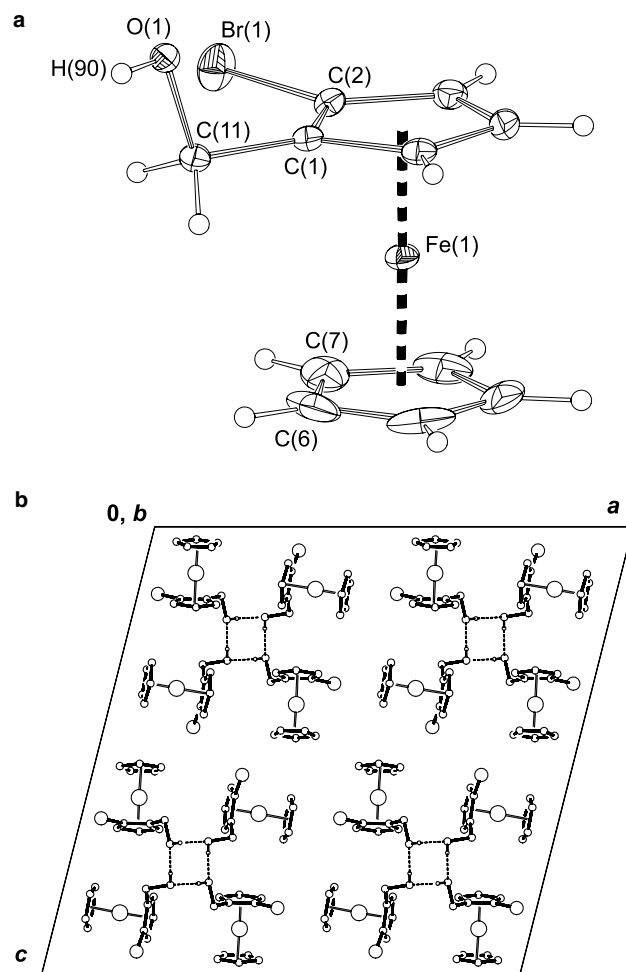 a
O(1)
Br(1)
H(90)
C(2)
C(11)
C(1)
Fe(1)
C(7)
C(6)
b
0, b
a
c